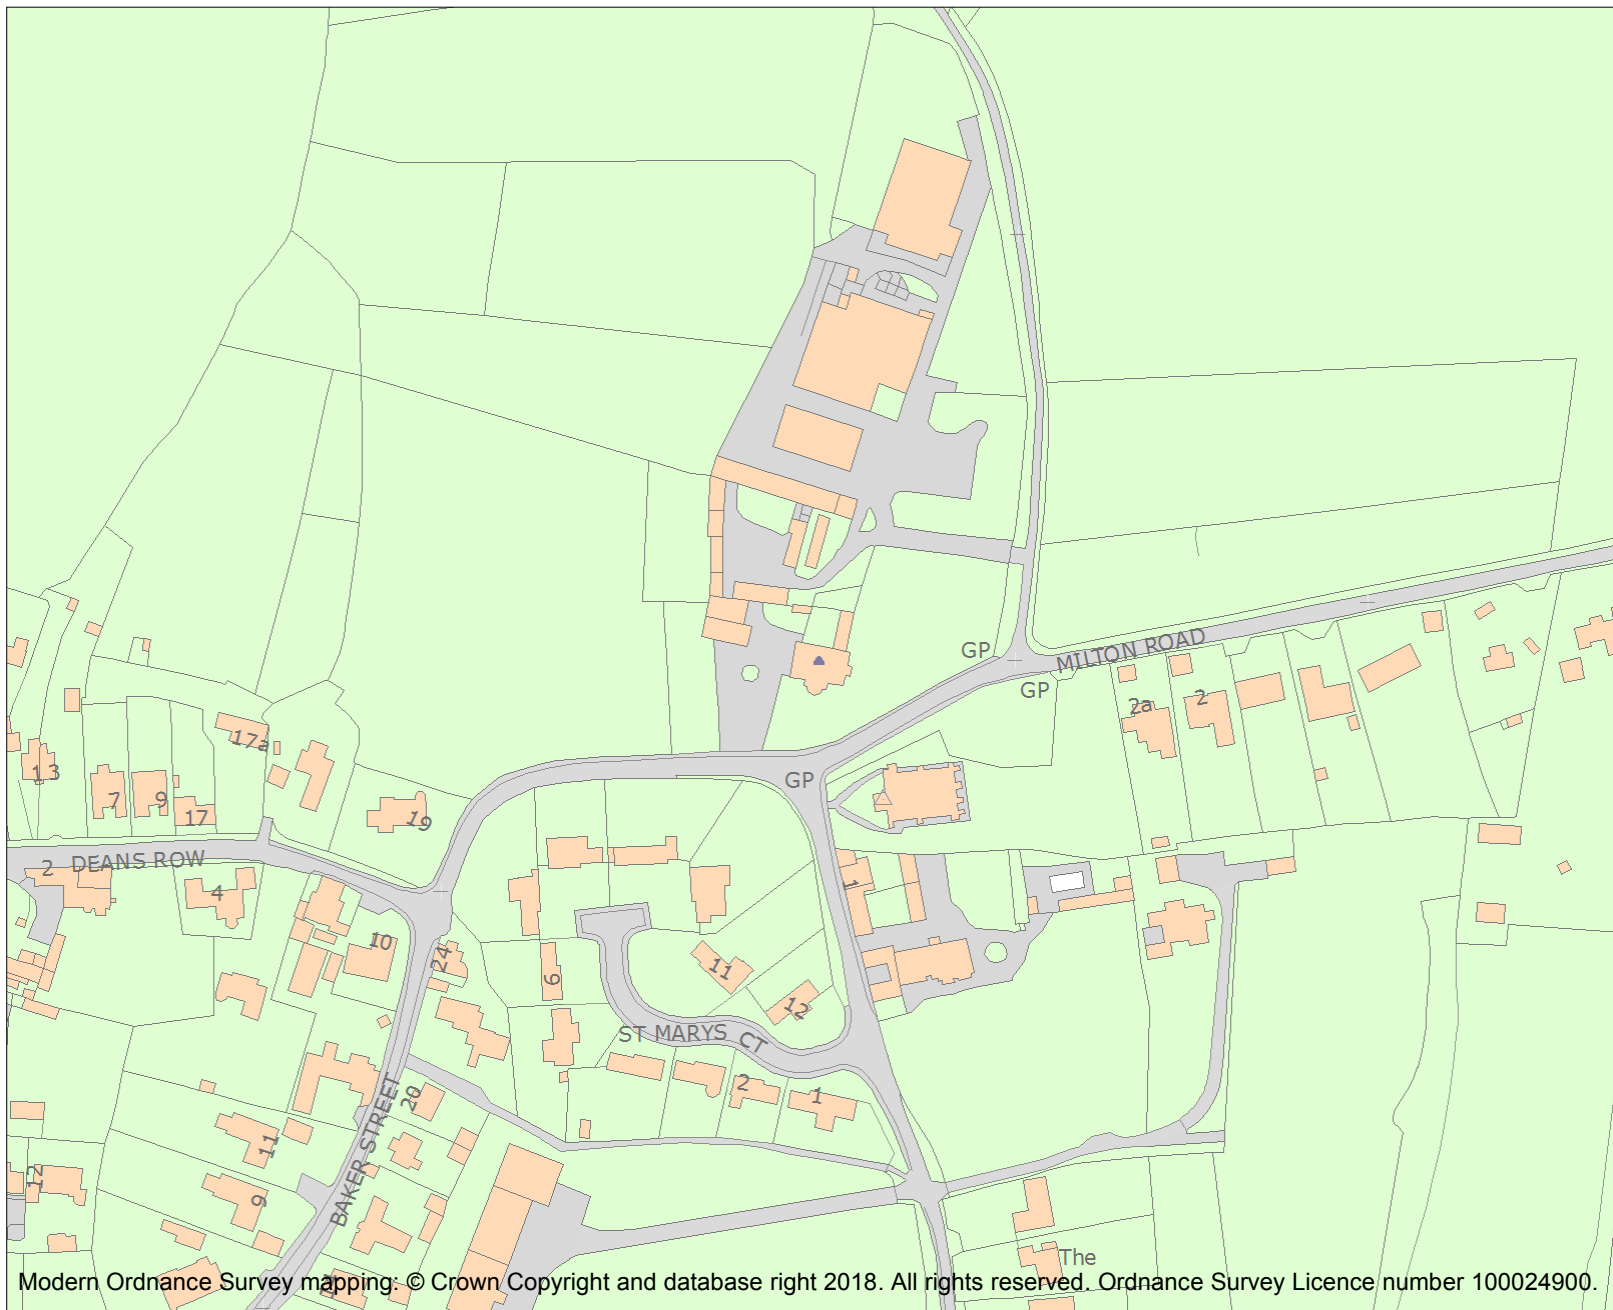 GP
MILTON ROAD
GP
2a
2
17a
13
7
9
17
GP
19
2
DEANS ROW
4
1
10
24
6
11
12
ST MARYS CT
20
2
1
11
12
9
BAKER STREET
The
14
Modern Ordnance Survey mapping: © Crown Copyright and database right 2018. All rights reserved. Ordnance Survey Licence number 100024900.